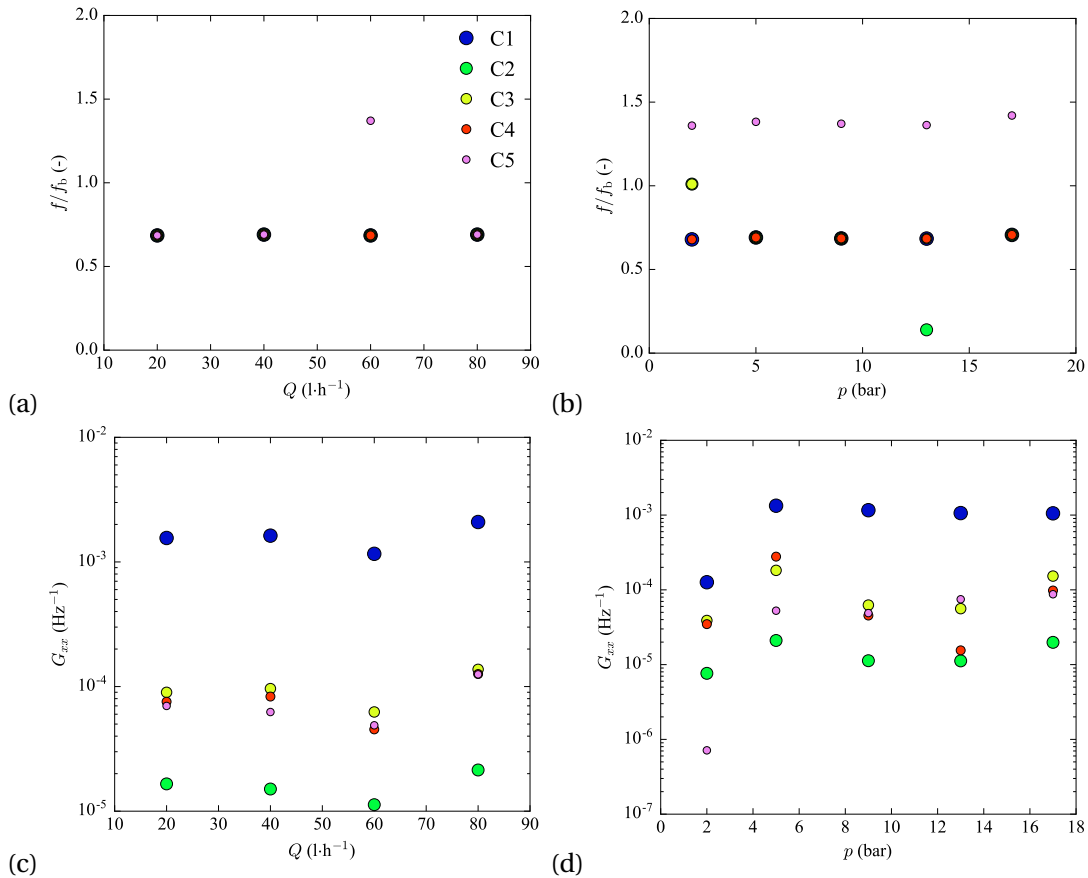 2.0
1.5
1.0
0.5
0.0
f/f_b (-)
10 20 30 40 50 60 70 80 90
Q (l·h⁻¹)
C1
C2
C3
C4
C5
(a)
2.0
1.5
1.0
0.5
0.0
f/f_b (-)
0 5 10 15 20
p (bar)
(b)
10⁻²
10⁻³
10⁻⁴
10⁻⁵
G_xx (Hz⁻¹)
10 20 30 40 50 60 70 80 90
Q (l·h⁻¹)
(c)
10⁻²
10⁻³
10⁻⁴
10⁻⁵
10⁻⁶
10⁻⁷
G_xx (Hz⁻¹)
0 2 4 6 8 10 12 14 16 18
p (bar)
(d)